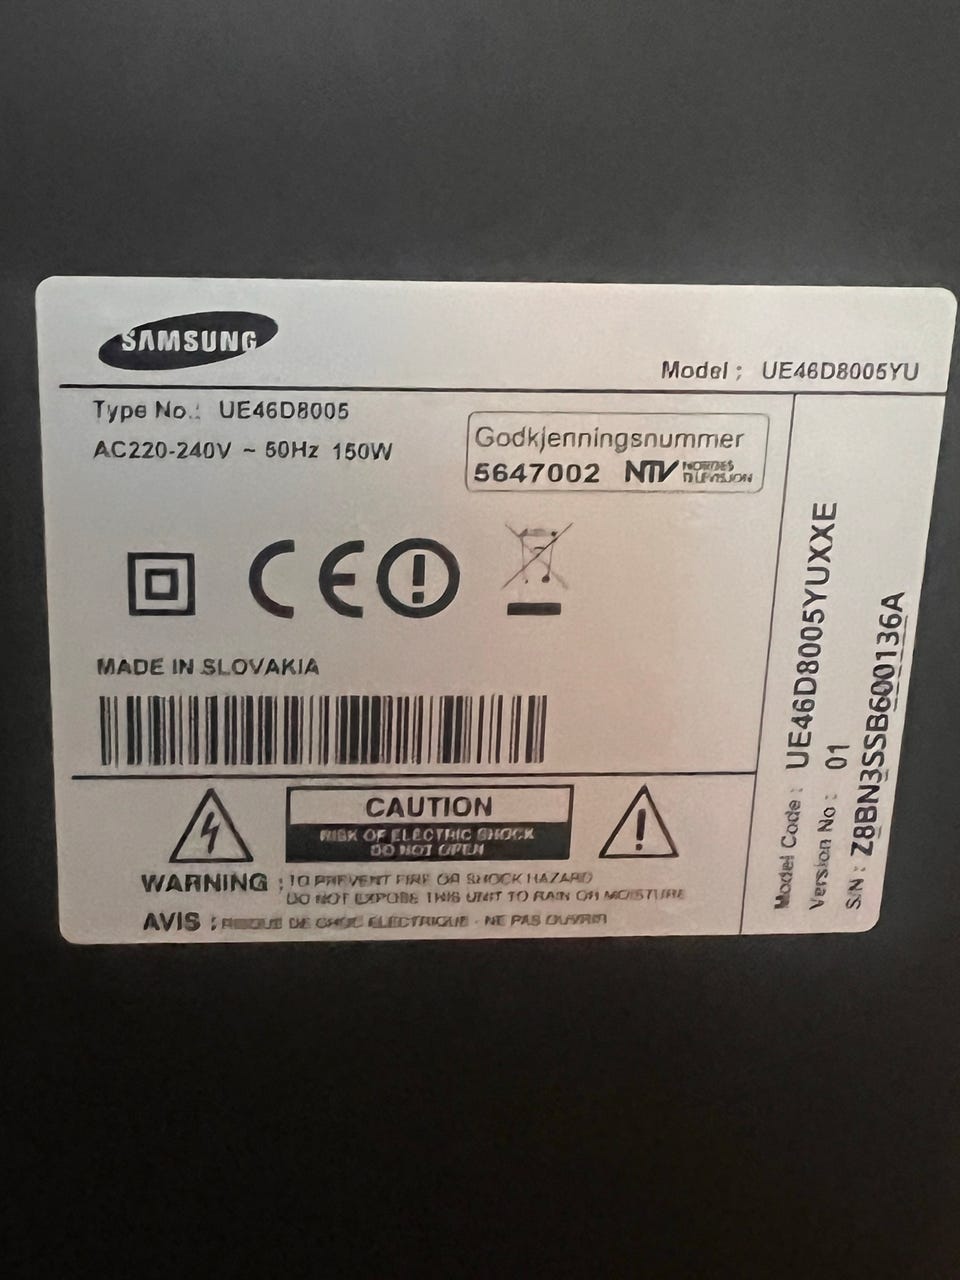 SAMSUNG
Model : UE46D8005YU
Type No.: UE46D8005
AC220-240V ~ 50Hz 150W
Godkjenningsnummer
5647002 NTV
CE
MADE IN SLOVAKIA
CAUTION
RISK OF ELECTRIC SHOCK
DO NOT OPEN
WARNING : TO PREVENT FIRE OR SHOCK HAZARD
DO NOT EXPOSE THIS UNIT TO RAIN OR MOISTURE
AVIS : RISQUE DE CHOC ELECTRIQUE - NE PAS OUVRIR
Model Code : UE46D8005YUXXE
Version No : 01
S/N : Z8BN3SSB600136A